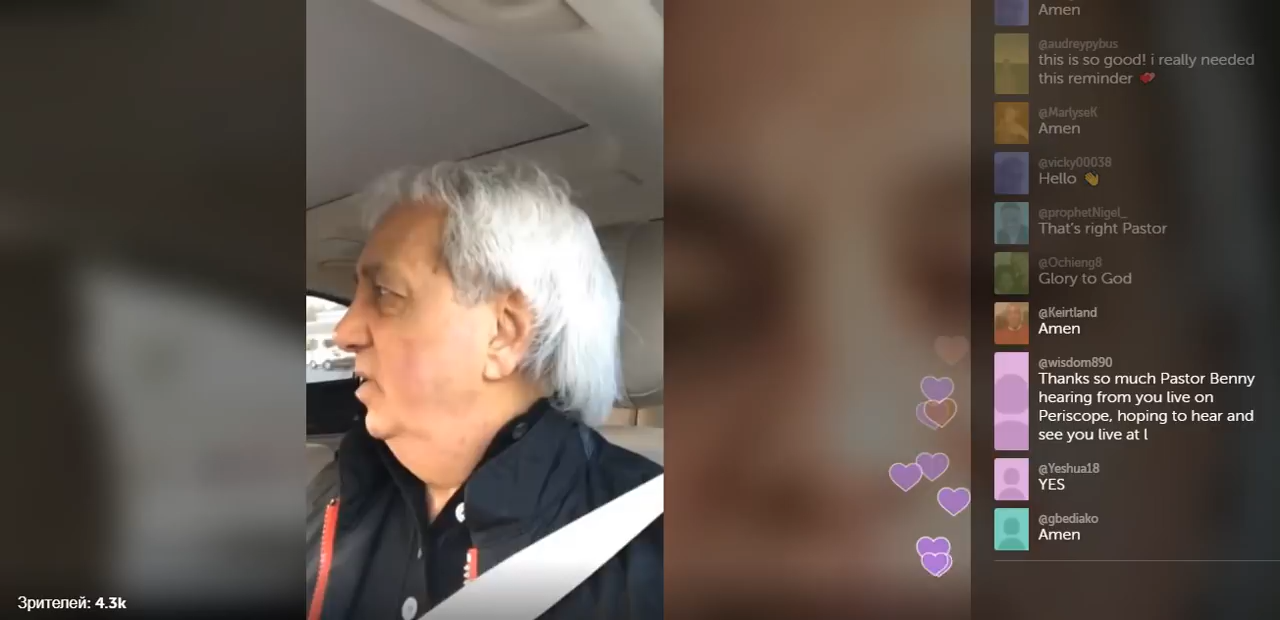 Amen
@audreypybus
this is so good! i really needed
this reminder
@MarlyseK
Amen
@vicky00038
Hello
@prophetNigel_
That's right Pastor
@Ochieng8
Glory to God
@Keirtland
Amen
@wisdom890
Thanks so much Pastor Benny
hearing from you live on
Periscope, hoping to hear and
see you live at l
@Yeshua18
YES
@gbediako
Amen
Зрителей: 4.3k